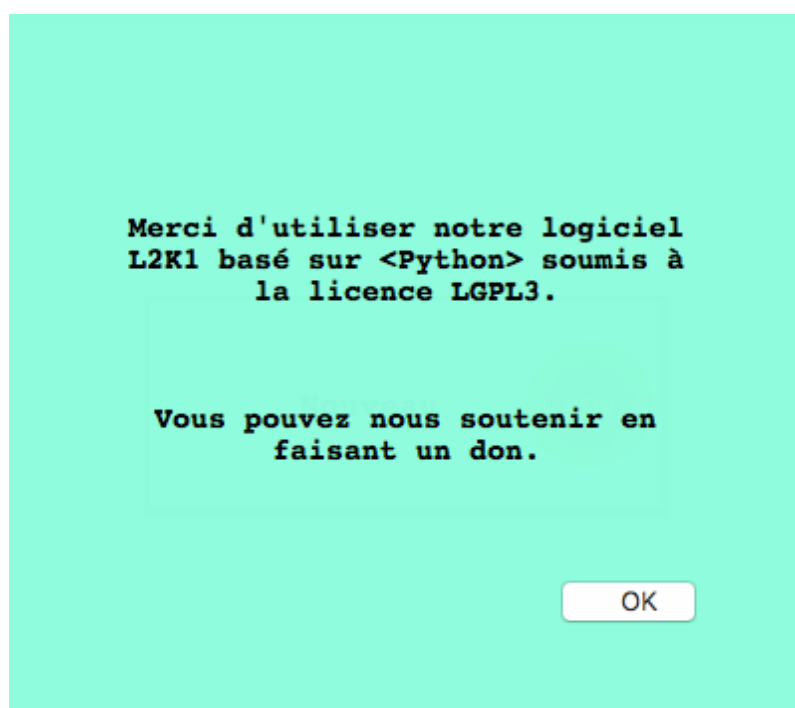 Merci d'utiliser notre logiciel
L2K1 basé sur <Python> soumis à
la licence LGPL3.
Vous pouvez nous soutenir en
faisant un don.
OK